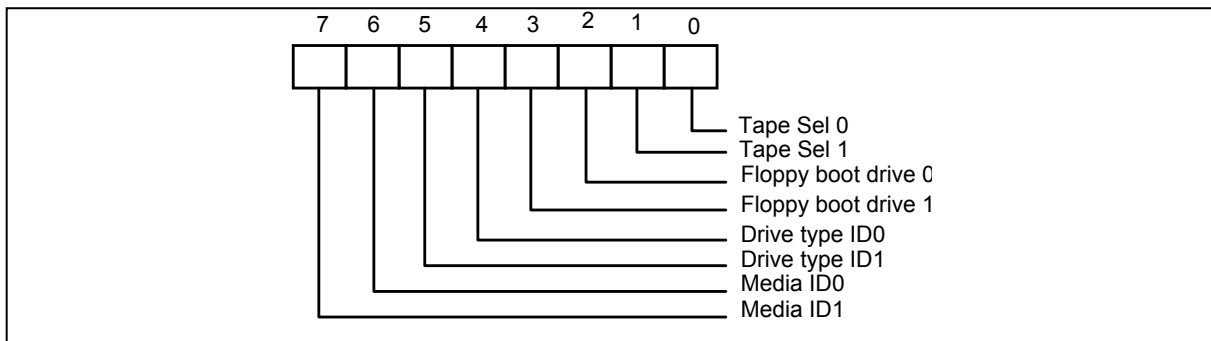 7 6 5 4 3 2 1 0
Tape Sel 0
Tape Sel 1
Floppy boot drive 0
Floppy boot drive 1
Drive type ID0
Drive type ID1
Media ID0
Media ID1